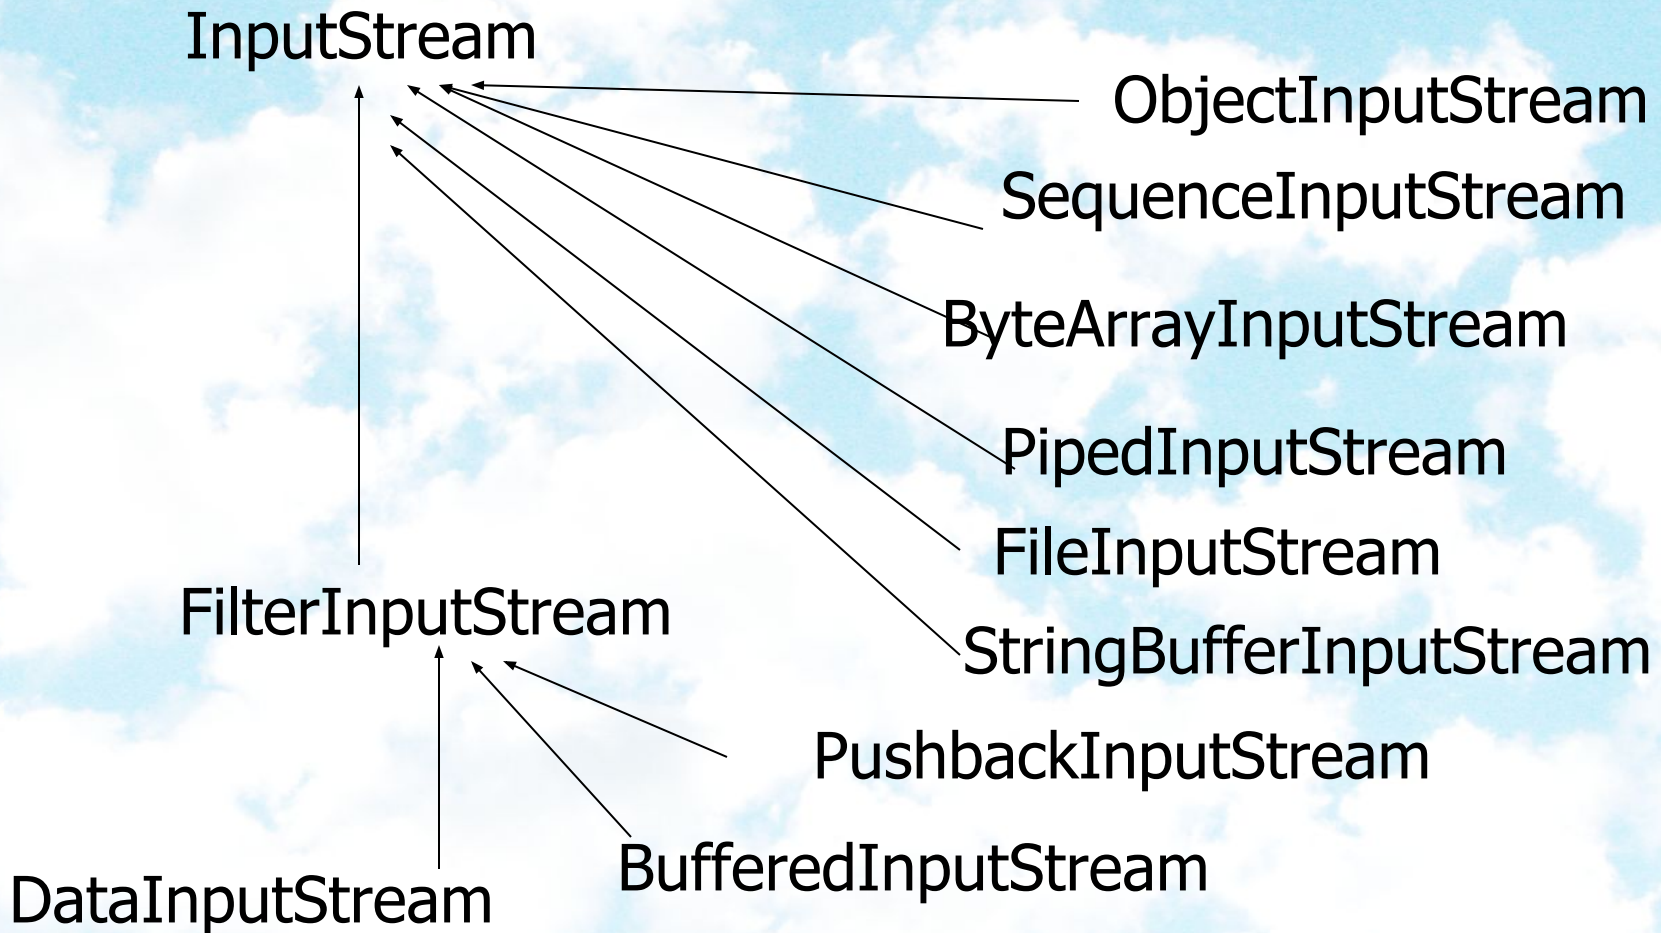 InputStream
ObjectInputStream
SequenceInputStream
ByteArrayInputStream
PipedInputStream
FileInputStream
FilterInputStream
StringBufferInputStream
PushbackInputStream
BufferedInputStream
DataInputStream